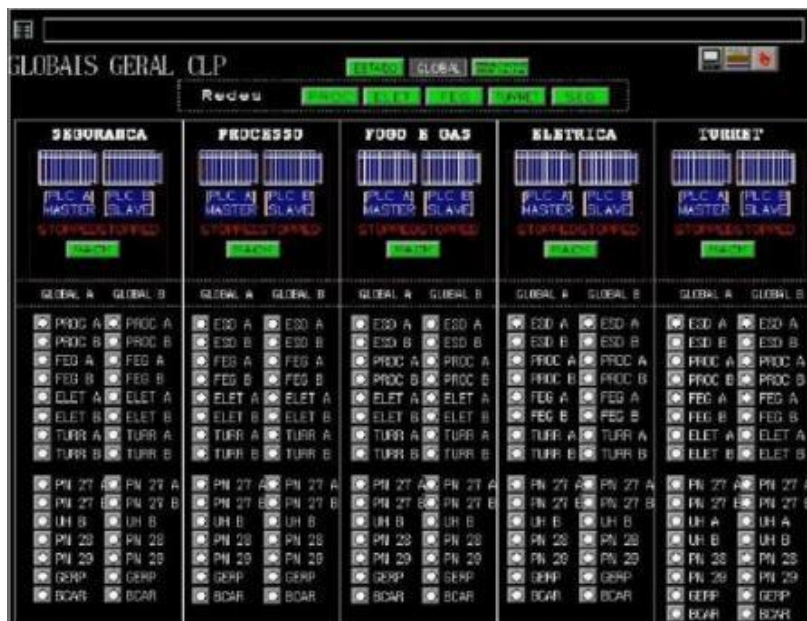 GLOBAIS GERAL CLP
ESTADO GLOBAL
Redes PROC ELET FEG TURRET SEG
SEGURANCA PROCESSO FOGO E GAS ELETRICA TURRET
PLC A PLC B PLC A PLC B PLC A PLC B PLC A PLC B PLC A PLC B
MASTER SLAVE MASTER SLAVE MASTER SLAVE MASTER SLAVE MASTER SLAVE
STOPPED STOPPED STOPPED STOPPED STOPPED STOPPED STOPPED STOPPED STOPPED STOPPED
RACK RACK RACK RACK RACK
GLOBAL A GLOBAL B GLOBAL A GLOBAL B GLOBAL A GLOBAL B GLOBAL A GLOBAL B GLOBAL A GLOBAL B
PROC A PROC A ESD A ESD A ESD A ESD A ESD A ESD A ESD A ESD A
PROC B PROC B ESD B ESD B ESD B ESD B ESD B ESD B ESD B ESD B
FEG A FEG A FEG A FEG A PROC A PROC A PROC A PROC A PROC A PROC A
FEG B FEG B FEG B FEG B PROC B PROC B PROC B PROC B PROC B PROC B
ELET A ELET A ELET A ELET A ELET A ELET A FEG A FEG A FEG A FEG A
ELET B ELET B ELET B ELET B ELET B ELET B FEG B FEG B FEG B FEG B
TURR A TURR A TURR A TURR A TURR A TURR A TURR A TURR A ELET A ELET A
TURR B TURR B TURR B TURR B TURR B TURR B TURR B TURR B ELET B ELET B
PN 27 A PN 27 A PN 27 A PN 27 A PN 27 A PN 27 A PN 27 A PN 27 A PN 27 A PN 27 A
PN 27 B PN 27 B PN 27 B PN 27 B PN 27 B PN 27 B PN 27 B PN 27 B PN 27 B PN 27 B
UH B UH B UH B UH B UH B UH B UH B UH B UH A UH A
PN 28 PN 28 PN 28 PN 28 PN 28 PN 28 PN 28 PN 28 UH B UH B
PN 29 PN 29 PN 29 PN 29 PN 29 PN 29 PN 29 PN 29 PN 28 PN 28
GERP GERP GERP GERP GERP GERP GERP GERP PN 29 PN 29
BCAR BCAR BCAR BCAR BCAR BCAR BCAR BCAR GERP GERP
BCAR BCAR